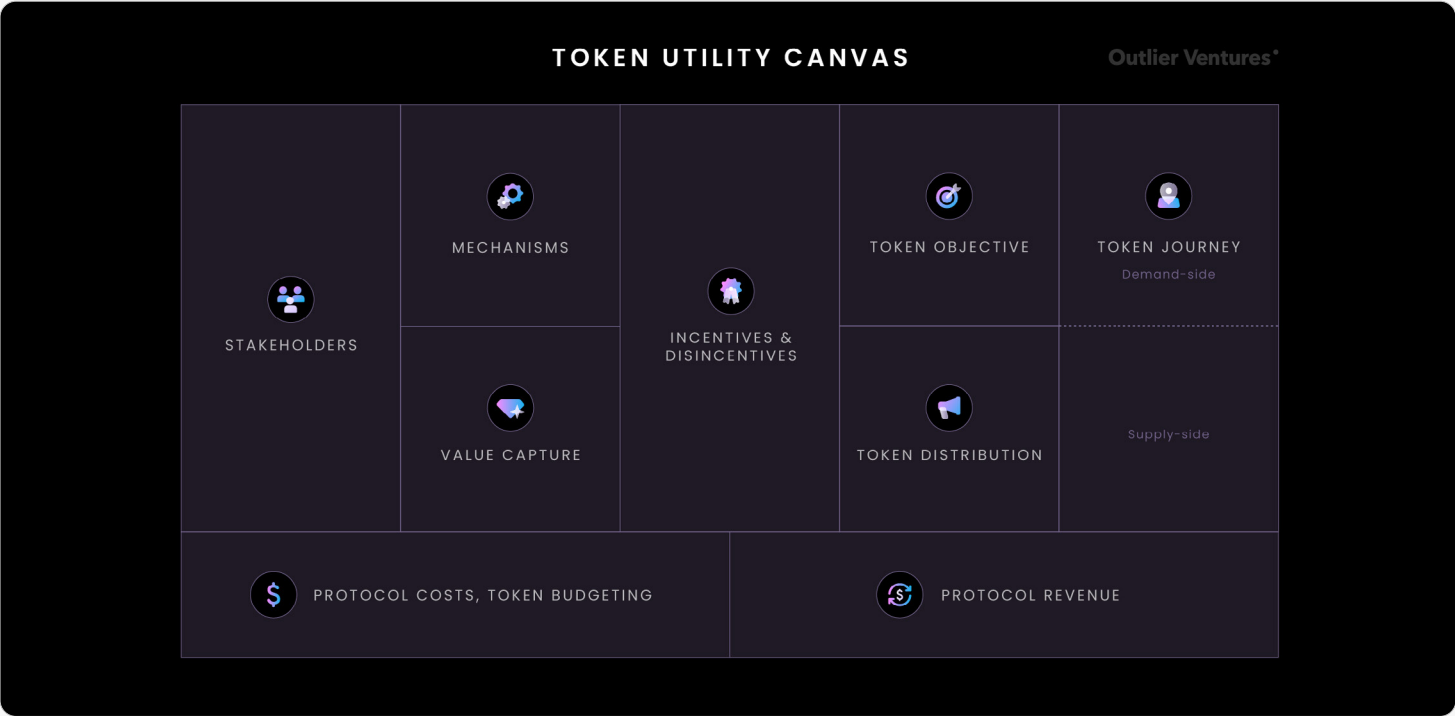 TOKEN UTILITY CANVAS
Outlier Ventures
STAKEHOLDERS
MECHANISMS
VALUE CAPTURE
INCENTIVES &
DISINCENTIVES
TOKEN OBJECTIVE
TOKEN DISTRIBUTION
TOKEN JOURNEY
Demand-side
Supply-side
PROTOCOL COSTS, TOKEN BUDGETING
PROTOCOL REVENUE